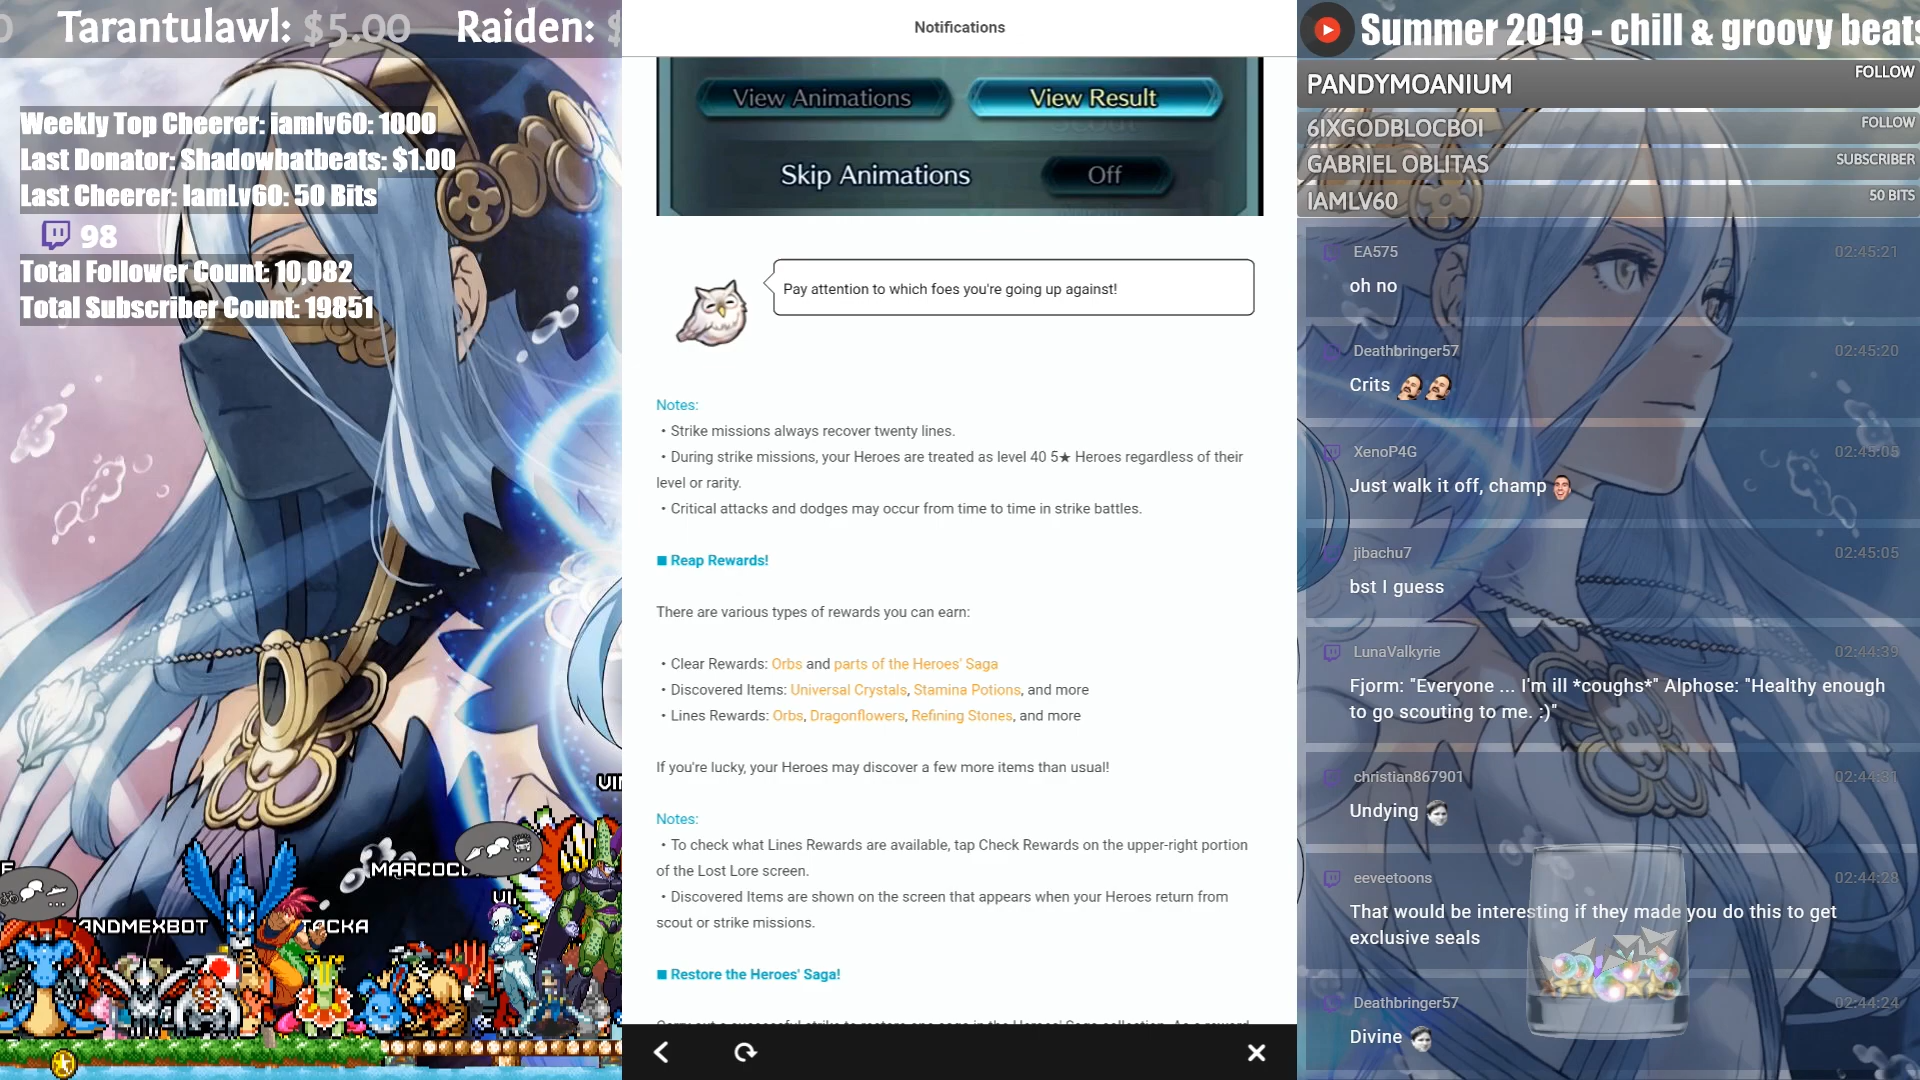 Tarantulawl: $5.00 Raiden:
Weekly Top Cheerer: iamlv60: 1000
Last Donator: Shadowbatbeats: $1.00
Last Cheerer: IamLv60: 50 Bits
98
Total Follower Count: 10,082
Total Subscriber Count: 19851
MARCOCL
ANDMEXBOT
TACKA
Notifications
View Animations
View Result
Skip Animations
Off
Pay attention to which foes you're going up against!
Notes:
・Strike missions always recover twenty lines.
・During strike missions, your Heroes are treated as level 40 5★ Heroes regardless of their
level or rarity.
・Critical attacks and dodges may occur from time to time in strike battles.
■ Reap Rewards!
There are various types of rewards you can earn:
・Clear Rewards: Orbs and parts of the Heroes' Saga
・Discovered Items: Universal Crystals, Stamina Potions, and more
・Lines Rewards: Orbs, Dragonflowers, Refining Stones, and more
If you're lucky, your Heroes may discover a few more items than usual!
Notes:
・To check what Lines Rewards are available, tap Check Rewards on the upper-right portion
of the Lost Lore screen.
・Discovered Items are shown on the screen that appears when your Heroes return from
scout or strike missions.
■ Restore the Heroes' Saga!
Summer 2019 - chill & groovy beats
PANDYMOANIUM FOLLOW
6IXGODBLOCBOI FOLLOW
GABRIEL OBLITAS SUBSCRIBER
IAMLV60 50 BITS
EA575 02:45:21
oh no
Deathbringer57 02:45:20
Crits
XenoP4G 02:45:05
Just walk it off, champ
jibachu7 02:45:05
bst I guess
LunaValkyrie 02:44:39
Fjorm: "Everyone ... I'm ill *coughs*" Alphose: "Healthy enough
to go scouting to me. :)"
christian867901 02:44:31
Undying
eeveetoons 02:44:28
That would be interesting if they made you do this to get
exclusive seals
Deathbringer57 02:44:24
Divine